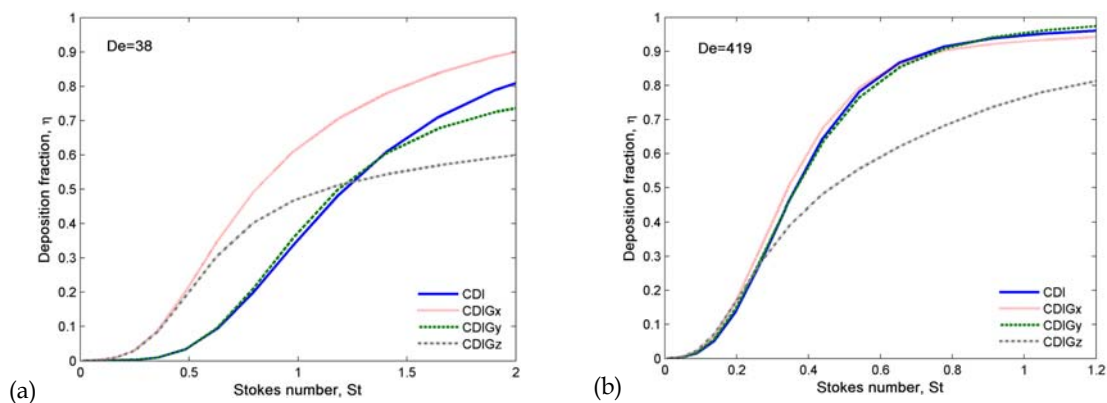 De=38
Deposition fraction, η
1
0.9
0.8
0.7
0.6
0.5
0.4
0.3
0.2
0.1
0
0 0.5 1 1.5 2
Stokes number, St
CDI
CDIGx
CDIGy
CDIGz
(a)
De=419
Deposition fraction, η
1
0.9
0.8
0.7
0.6
0.5
0.4
0.3
0.2
0.1
0
0 0.2 0.4 0.6 0.8 1 1.2
Stokes number, St
CDI
CDIGx
CDIGy
CDIGz
(b)